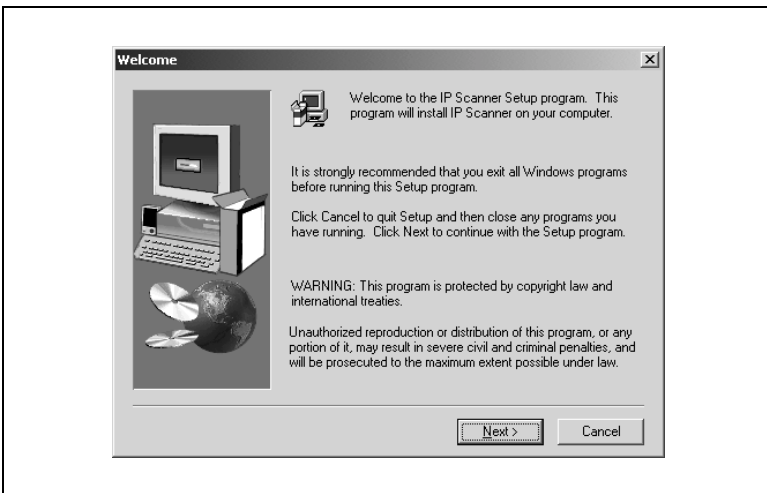 Welcome
Welcome to the IP Scanner Setup program. This
program will install IP Scanner on your computer.
It is strongly recommended that you exit all Windows programs
before running this Setup program.
Click Cancel to quit Setup and then close any programs you
have running. Click Next to continue with the Setup program.
WARNING: This program is protected by copyright law and
international treaties.
Unauthorized reproduction or distribution of this program, or any
portion of it, may result in severe civil and criminal penalties, and
will be prosecuted to the maximum extent possible under law.
Next >
Cancel